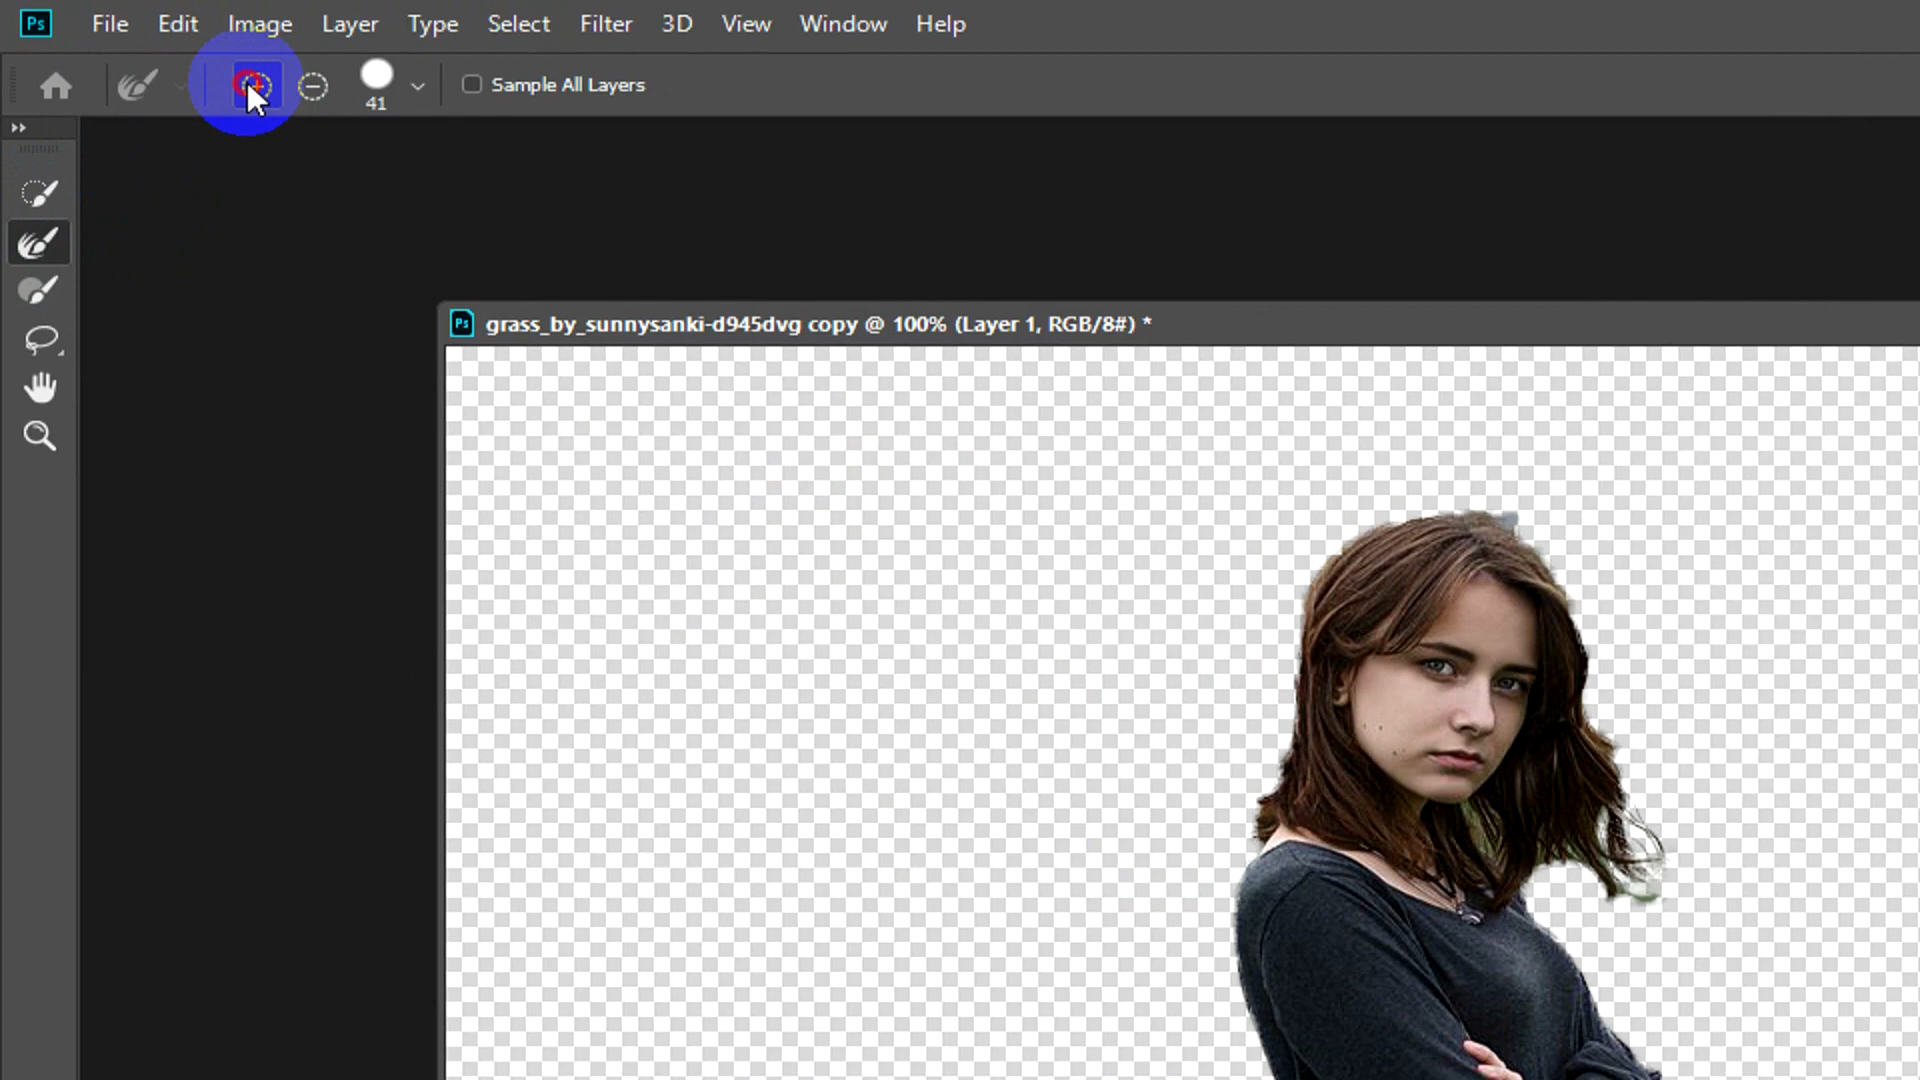 Ps File Edit Image Layer Type Select Filter 3D View Window Help
41 Sample All Layers
Ps grass_by_sunnysanki-d945dvg copy @ 100% (Layer 1, RGB/8#) *